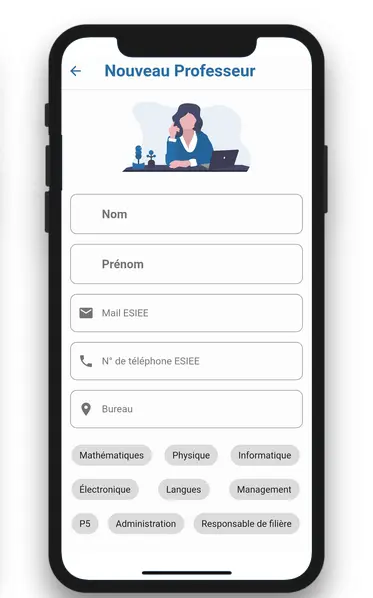 Nouveau Professeur
Nom
Prénom
Mail ESIEE
N° de téléphone ESIEE
Bureau
Mathématiques Physique Informatique
Électronique Langues Management
P5 Administration Responsable de filière